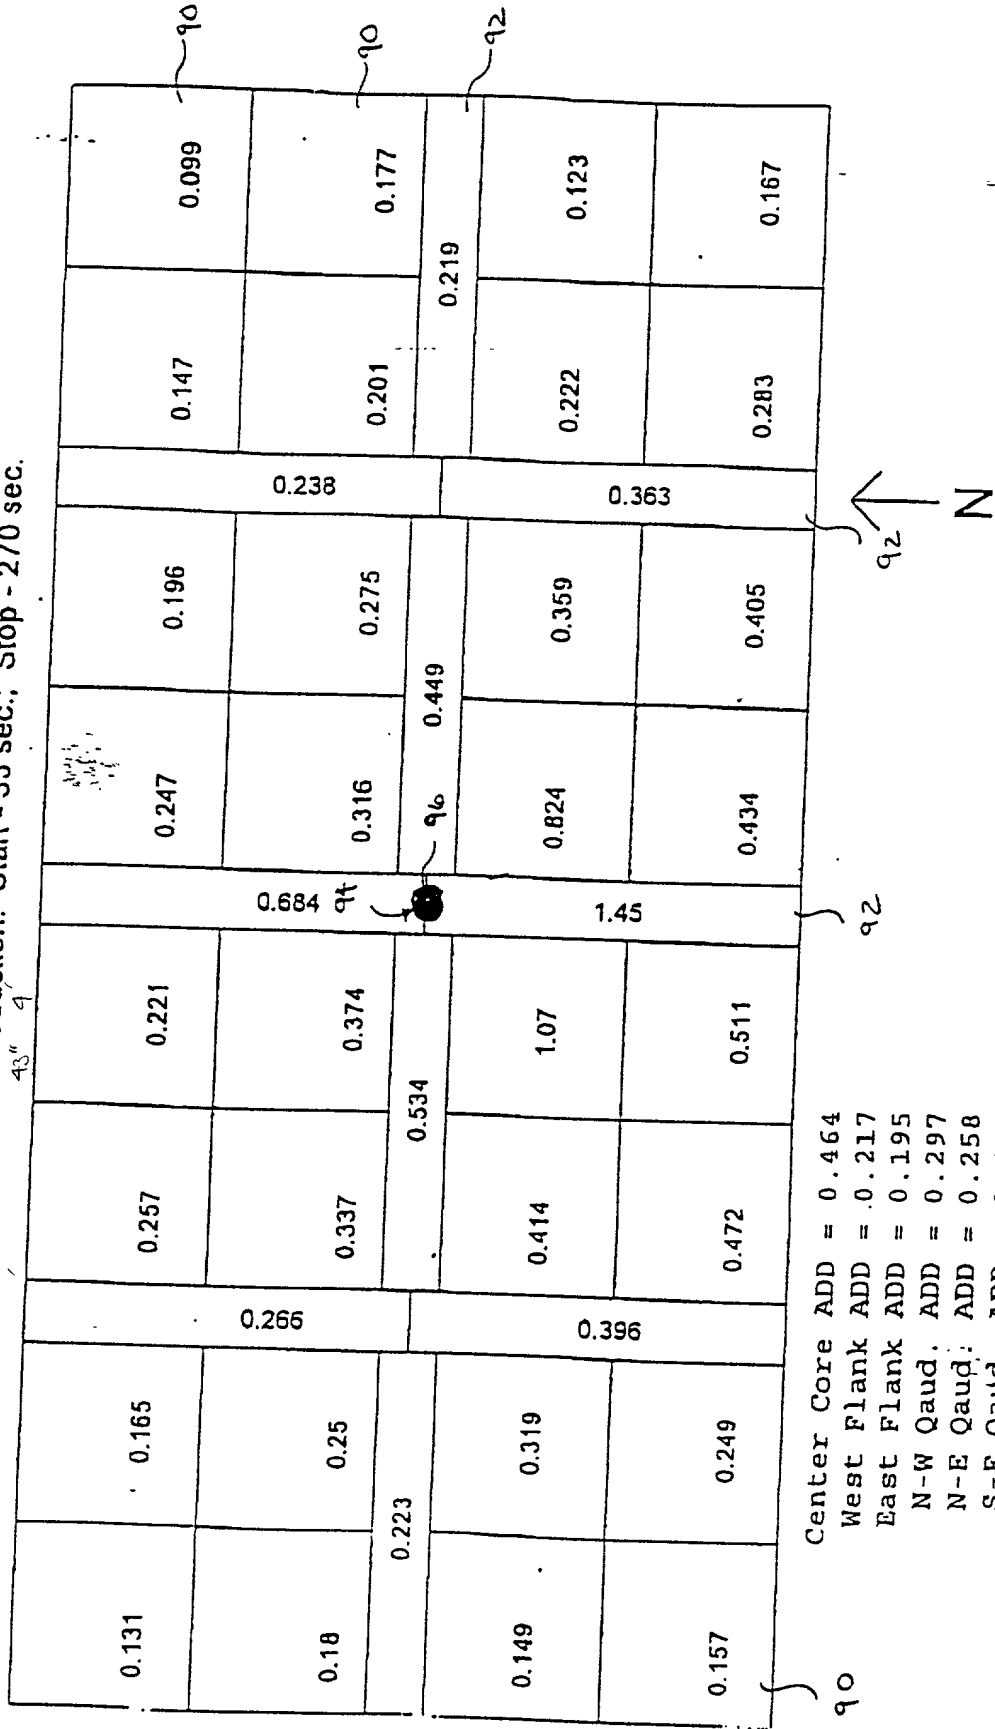 Start - 55 sec., Stop - 270 sec.
43" 9
90
90
92
0.131 0.165 0.257 0.221 0.247 0.196 0.147 0.099
0.266 0.684 0.238
0.18 0.25 0.337 0.374 0.316 0.275 0.201 0.177
94
96
0.223 0.534 0.449 0.219
0.149 0.319 0.414 1.07 0.824 0.359 0.222 0.123
0.396 1.45 0.363
0.157 0.249 0.472 0.511 0.434 0.405 0.283 0.167
90
92
92
N
Center Core ADD = 0.464
West Flank ADD = .0.217
East Flank ADD = 0.195
N-W Qaud. ADD = 0.297
N-E Qaud. ADD = 0.258